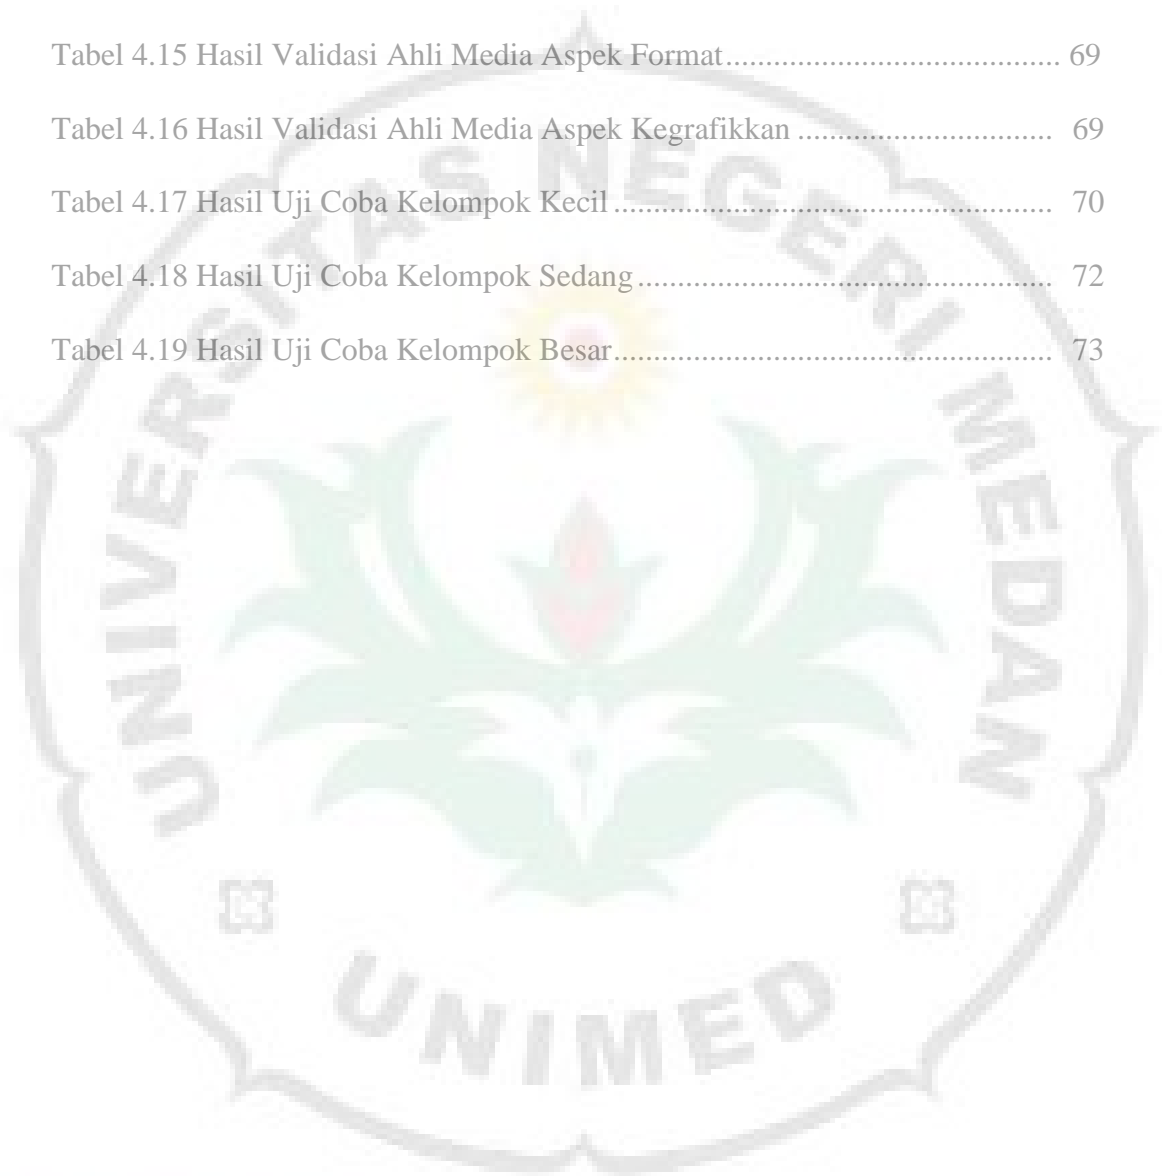 Tabel 4.15 Hasil Validasi Ahli Media Aspek Format..................................... 69
Tabel 4.16 Hasil Validasi Ahli Media Aspek Kegrafikkan ............................ 69
Tabel 4.17 Hasil Uji Coba Kelompok Kecil ................................................ 70
Tabel 4.18 Hasil Uji Coba Kelompok Sedang ............................................. 72
Tabel 4.19 Hasil Uji Coba Kelompok Besar................................................ 73
UNIVERSITAS NEGERI MEDAN
UNIMED